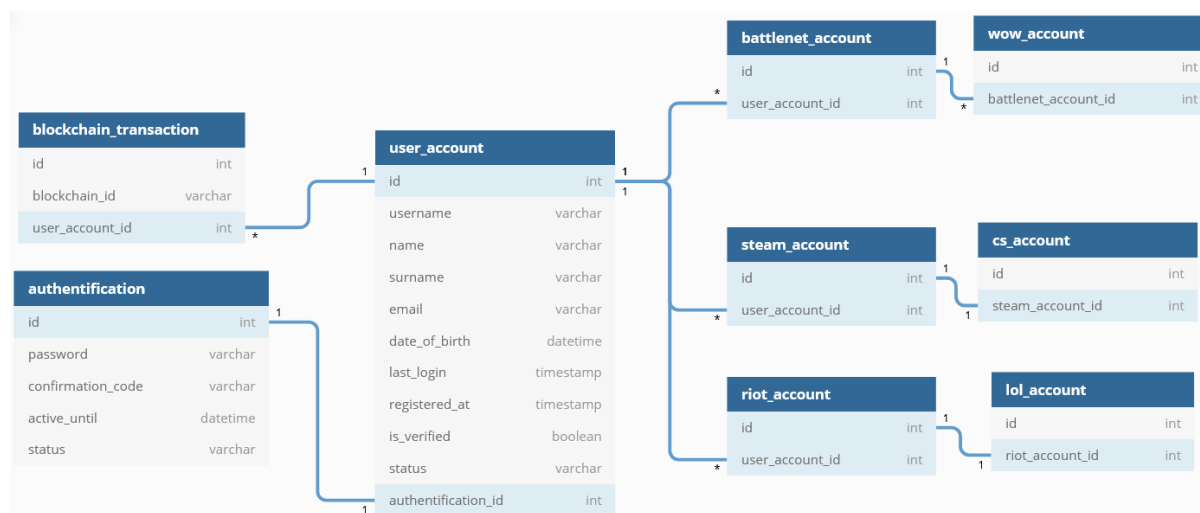 blockchain_transaction
id int
blockchain_id varchar
user_account_id int
*
1
authentification
id int
1
password varchar
confirmation_code varchar
active_until datetime
status varchar
user_account
id int
1
1
username varchar
name varchar
surname varchar
email varchar
date_of_birth datetime
last_login timestamp
registered_at timestamp
is_verified boolean
status varchar
authentification_id int
1
battlenet_account
id int
1
user_account_id int
*
wow_account
id int
battlenet_account_id int
*
steam_account
id int
1
user_account_id int
*
cs_account
id int
steam_account_id int
1
riot_account
id int
1
user_account_id int
*
lol_account
id int
riot_account_id int
1